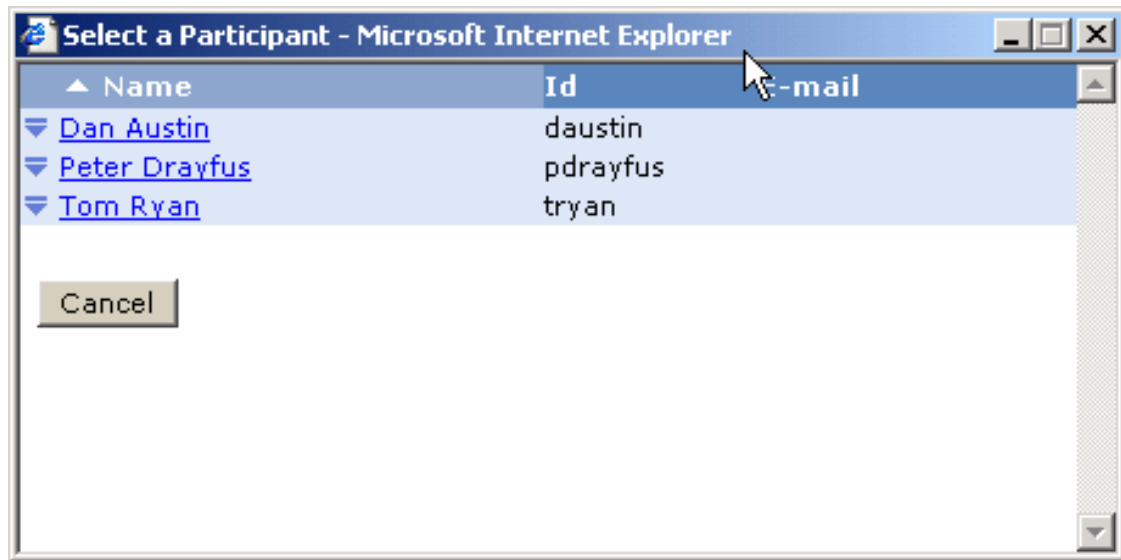 Select a Participant - Microsoft Internet Explorer
Name Id -mail
Dan Austin daustin
Peter Drayfus pdrayfus
Tom Ryan tryan
Cancel